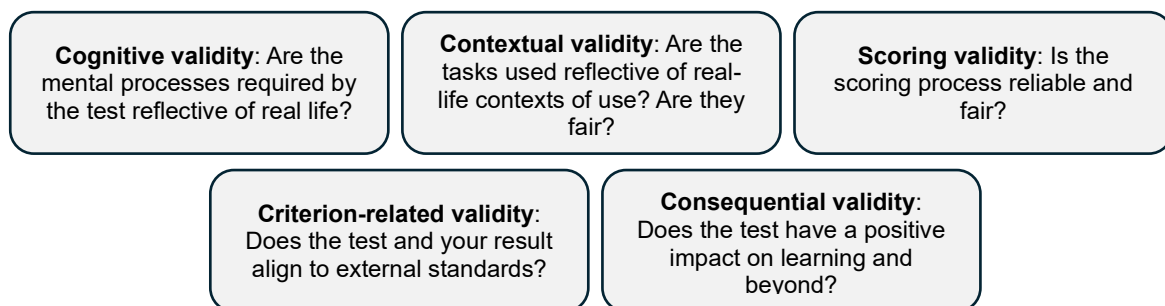 Cognitive validity: Are the
mental processes required by
the test reflective of real life?
Contextual validity: Are the
tasks used reflective of real-
life contexts of use? Are they
fair?
Scoring validity: Is the
scoring process reliable and
fair?
Criterion-related validity:
Does the test and your result
align to external standards?
Consequential validity:
Does the test have a positive
impact on learning and
beyond?